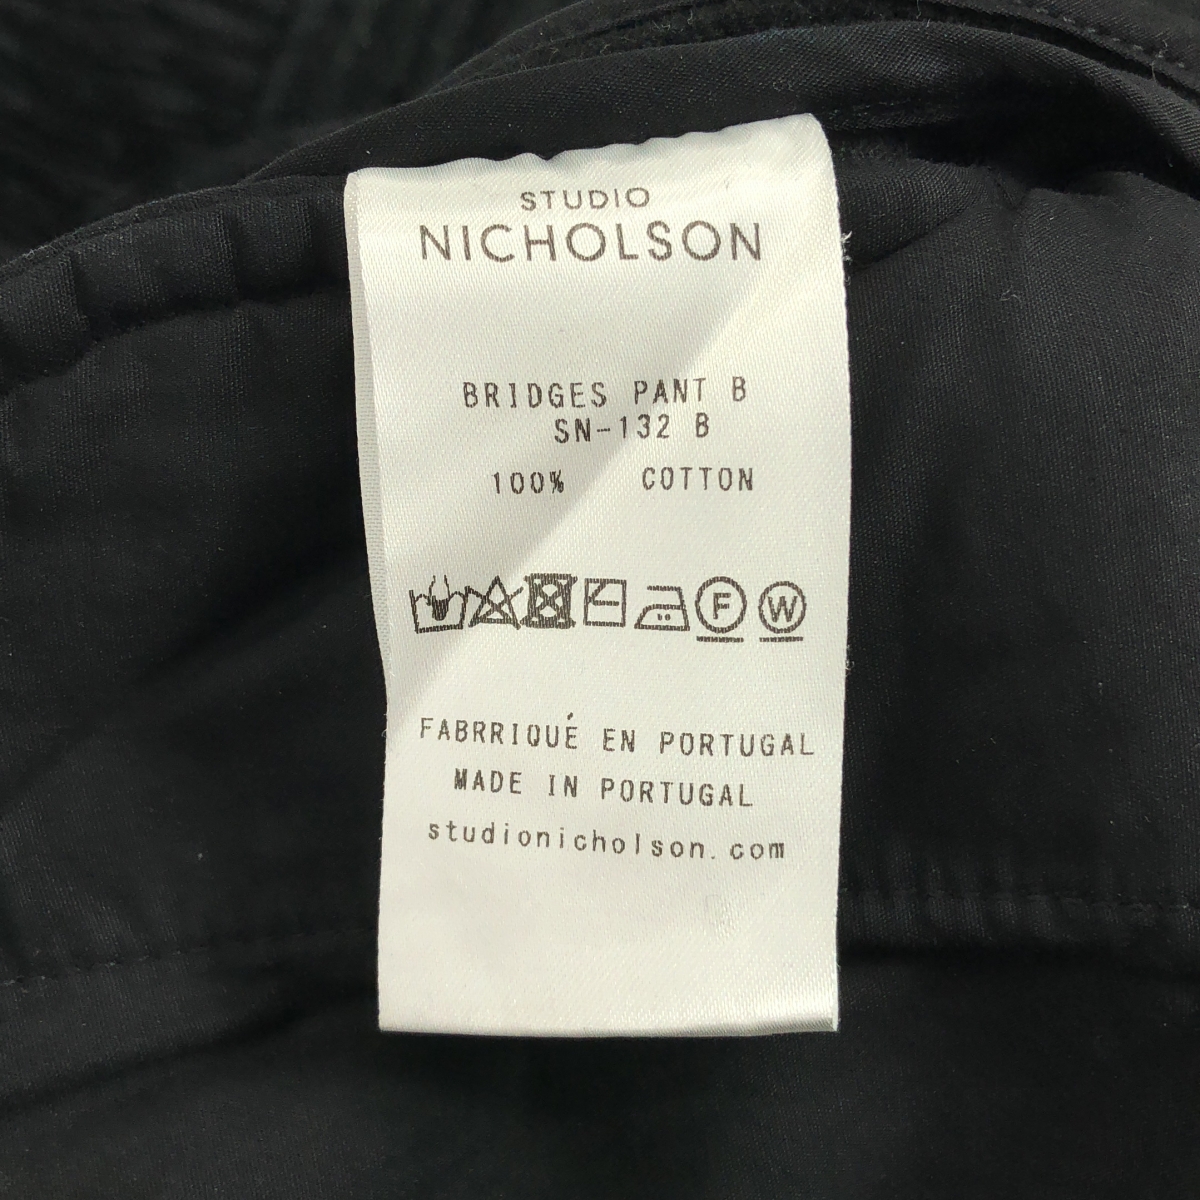 STUDIO
NICHOLSON
BRIDGES PANT B
SN-132 B
100% COTTON
F W
FABRRIQUÉ EN PORTUGAL
MADE IN PORTUGAL
studionicholson.com